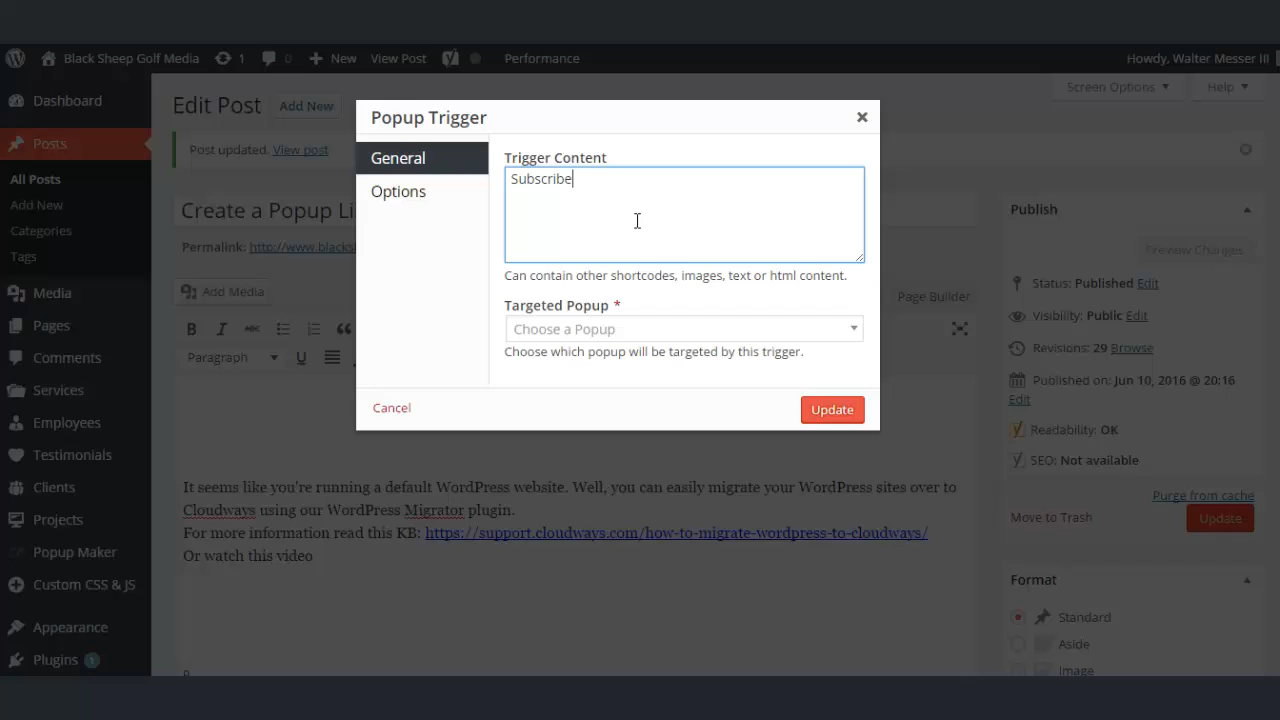 Black Sheep Golf Media 1 0 New View Post Performance Howdy, Walter Messer III
Dashboard
Posts
All Posts
Add New
Categories
Tags
Media
Pages
Comments
Services
Employees
Testimonials
Clients
Projects
Popup Maker
Custom CSS & JS
Appearance
Plugins 1
Screen Options Help
Edit Post Add New
Post updated. View post
Create a Popup Li
Permalink: http://www.blacksh
Add Media
Page Builder
B I ABC
Paragraph U
It seems like you're running a default WordPress website. Well, you can easily migrate your WordPress sites over to
Cloudways using our WordPress Migrator plugin.
For more information read this KB: https://support.cloudways.com/how-to-migrate-wordpress-to-cloudways/
Or watch this video
Popup Trigger
General
Options
Trigger Content
Subscribe
Can contain other shortcodes, images, text or html content.
Targeted Popup *
Choose a Popup
Choose which popup will be targeted by this trigger.
Cancel Update
Publish
Preview Changes
Status: Published Edit
Visibility: Public Edit
Revisions: 29 Browse
Published on: Jun 10, 2016 @ 20:16
Edit
Readability: OK
SEO: Not available
Purge from cache
Move to Trash Update
Format
Standard
Aside
Image